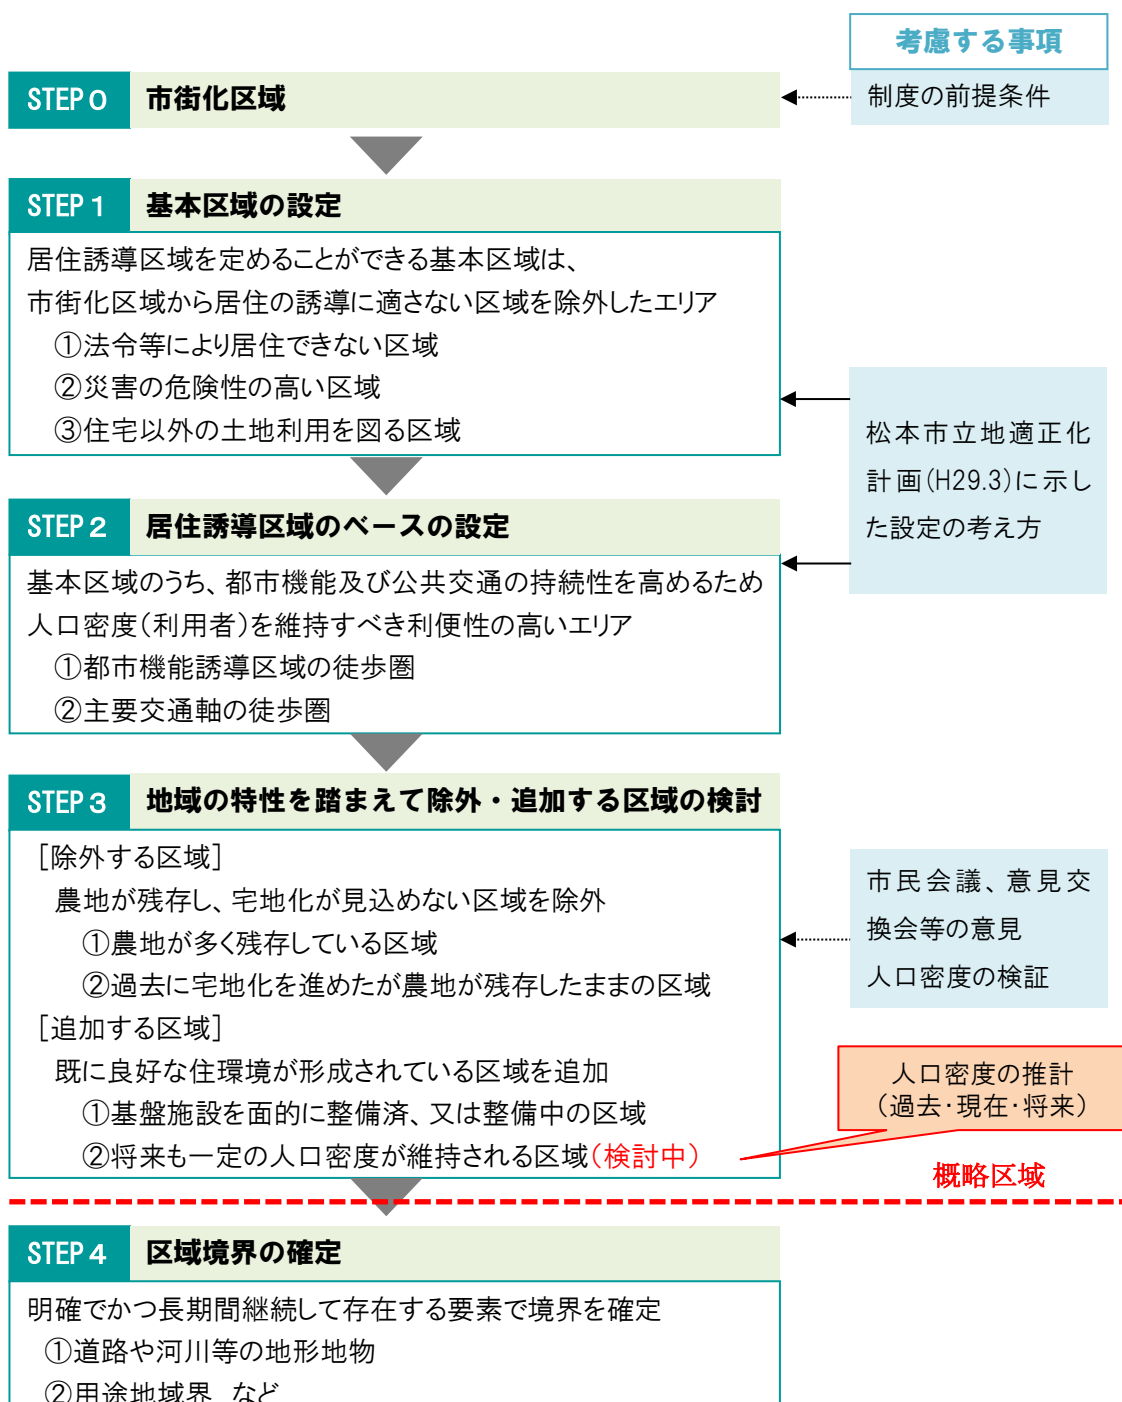 考慮する事項
STEP 0 市街化区域
制度の前提条件
STEP 1 基本区域の設定
居住誘導区域を定めることができる基本区域は、
市街化区域から居住の誘導に適さない区域を除外したエリア
①法令等により居住できない区域
②災害の危険性の高い区域
③住宅以外の土地利用を図る区域
松本市立地適正化
計画(H29.3)に示し
た設定の考え方
STEP 2 居住誘導区域のベースの設定
基本区域のうち、都市機能及び公共交通の持続性を高めるため
人口密度（利用者）を維持すべき利便性の高いエリア
①都市機能誘導区域の徒歩圏
②主要交通軸の徒歩圏
STEP 3 地域の特性を踏まえて除外・追加する区域の検討
［除外する区域］
農地が残存し、宅地化が見込めない区域を除外
①農地が多く残存している区域
②過去に宅地化を進めたが農地が残存したままの区域
［追加する区域］
既に良好な住環境が形成されている区域を追加
①基盤施設を面的に整備済、又は整備中の区域
②将来も一定の人口密度が維持される区域（検討中）
市民会議、意見交
換会等の意見
人口密度の検証
人口密度の推計
（過去・現在・将来）
概略区域
STEP 4 区域境界の確定
明確でかつ長期間継続して存在する要素で境界を確定
①道路や河川等の地形地物
②用途地域界　など